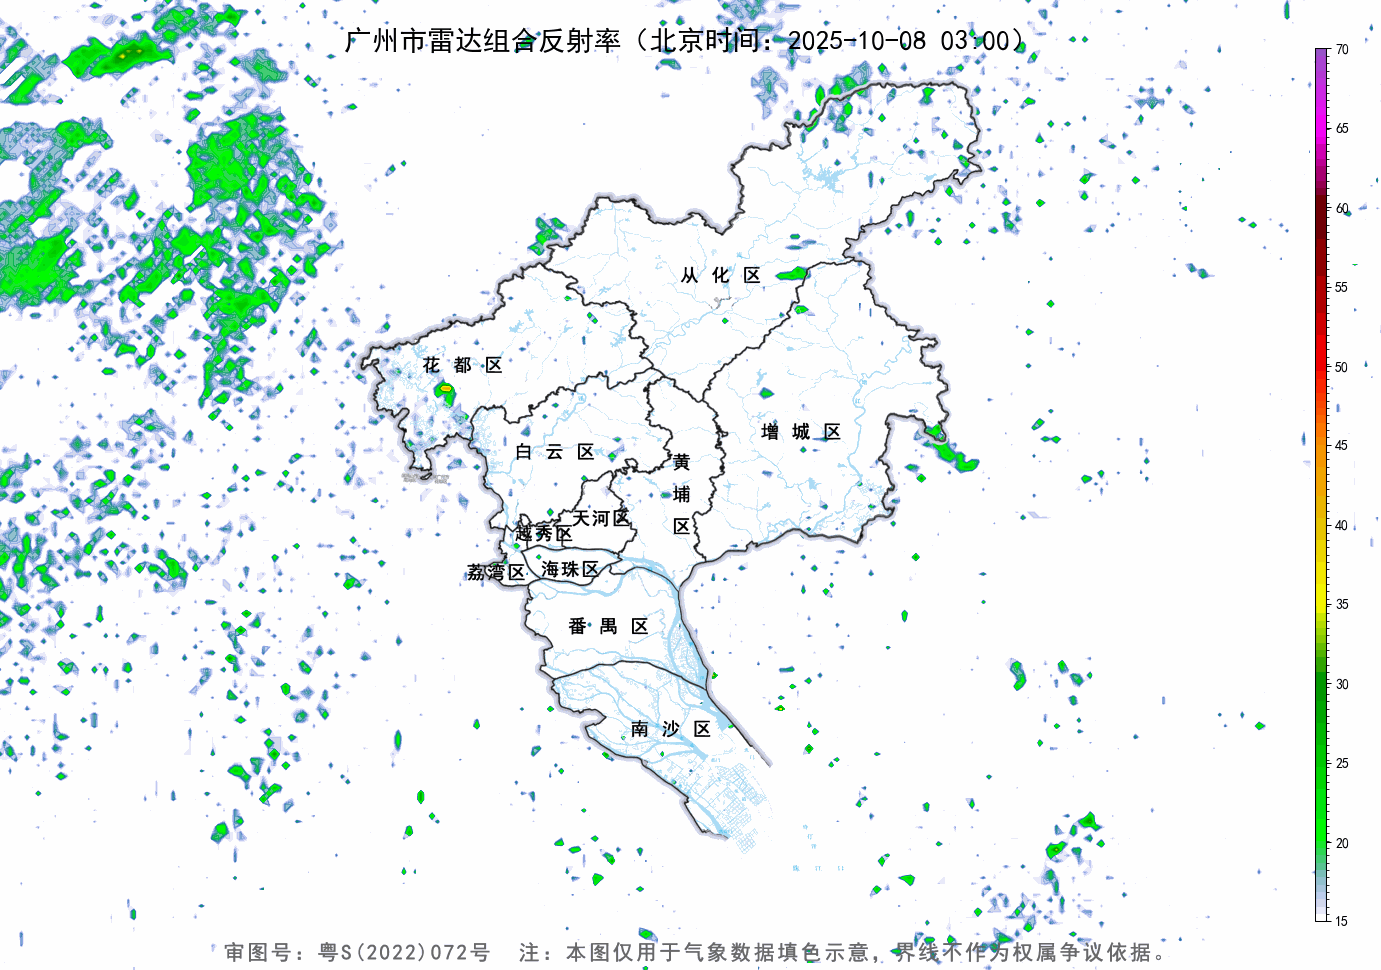 广州市雷达组合反射率（北京时间：2025-10-08 03:00）
70
65
60
55
50
45
40
35
30
25
20
15
从化区
花都区
增城区
白云区
黄埔区
天河区
越秀区
海珠区
荔湾区
番禺区
南沙区
审图号：粤S(2022)072号 注：本图仅用于气象数据填色示意，界线不作为权属争议依据。